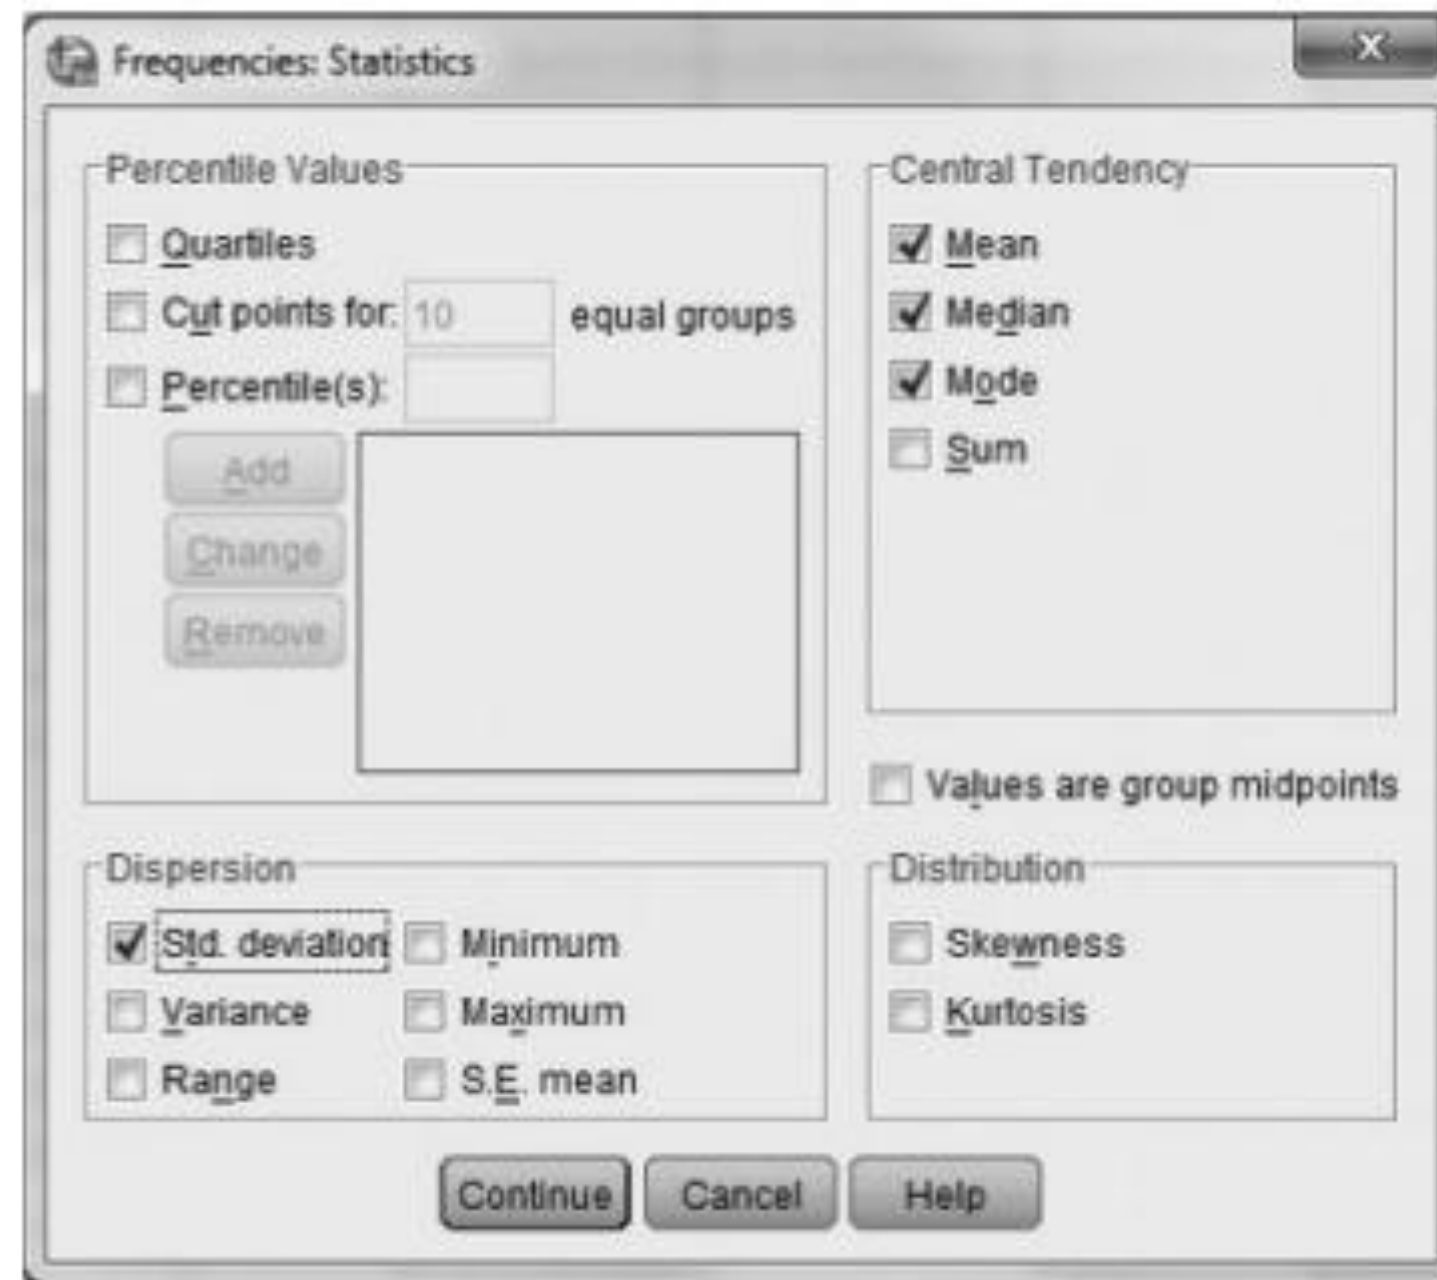 Frequencies: Statistics
X
Percentile Values
Quartiles
Cut points for: 10 equal groups
Percentile(s):
Add
Change
Remove
Central Tendency
Mean
Median
Mode
Sum
Values are group midpoints
Dispersion
Std. deviation Minimum
Variance Maximum
Range S.E. mean
Distribution
Skewness
Kurtosis
Continue Cancel Help